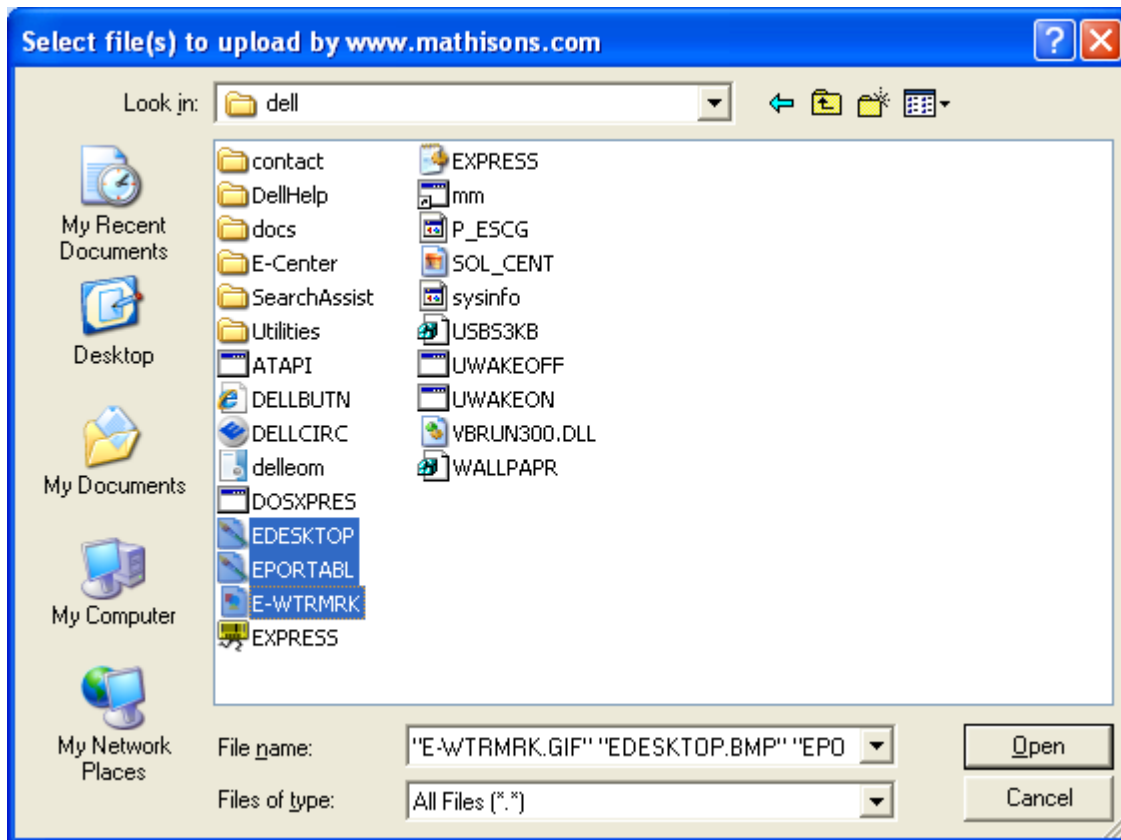 Select file(s) to upload by www.mathisons.com
Look in:
dell
My Recent
Documents
Desktop
My Documents
My Computer
My Network
Places
contact
DellHelp
docs
E-Center
SearchAssist
Utilities
ATAPI
DELLBUTN
DELLCIRC
delleom
DOSXPRES
EDESKTOP
EPORTABL
E-WTRMRK
EXPRESS
EXPRESS
mm
P_ESCG
SOL_CENT
sysinfo
USBS3KB
UWAKEOFF
UWAKEON
VBRUN300.DLL
WALLPAPR
File name:
"E-WTRMRK.GIF" "EDESKTOP.BMP" "EPO
Open
Files of type:
All Files (*.*)
Cancel